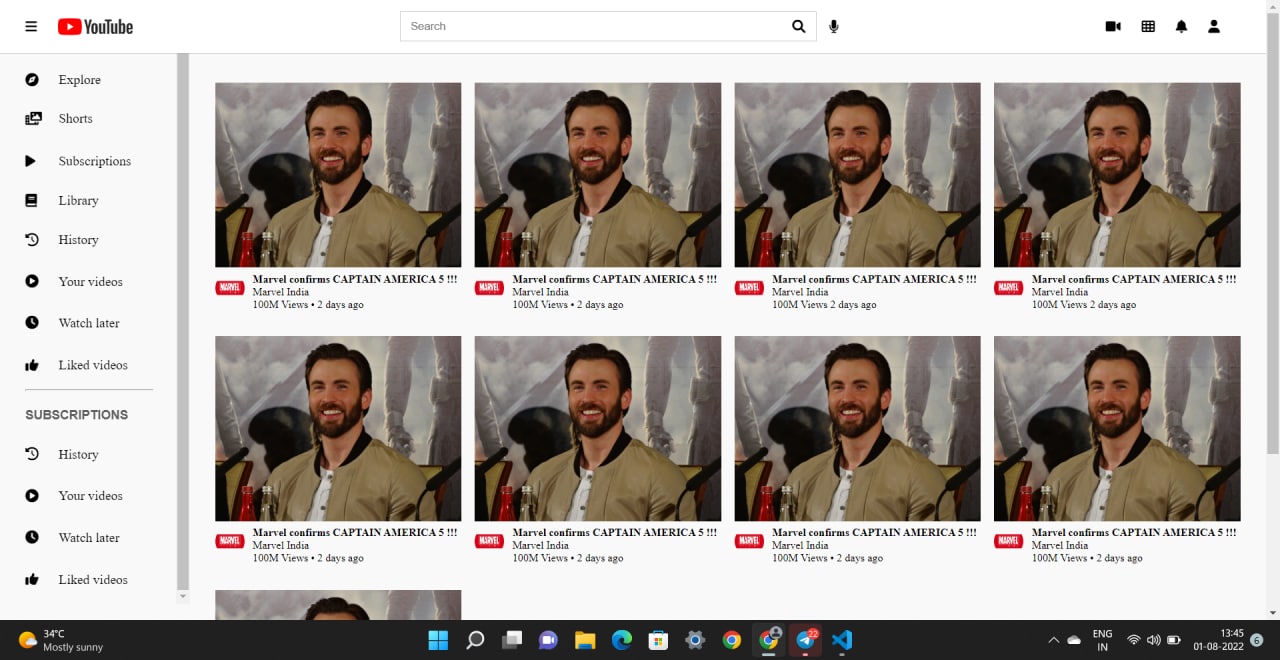 YouTube
Search
Explore
Shorts
Subscriptions
Library
History
Your videos
Watch later
Liked videos
SUBSCRIPTIONS
History
Your videos
Watch later
Liked videos
MARVEL
Marvel confirms CAPTAIN AMERICA 5 !!!
Marvel India
100M Views • 2 days ago
MARVEL
Marvel confirms CAPTAIN AMERICA 5 !!!
Marvel India
100M Views • 2 days ago
MARVEL
Marvel confirms CAPTAIN AMERICA 5 !!!
Marvel India
100M Views 2 days ago
MARVEL
Marvel confirms CAPTAIN AMERICA 5 !!!
Marvel India
100M Views 2 days ago
MARVEL
Marvel confirms CAPTAIN AMERICA 5 !!!
Marvel India
100M Views • 2 days ago
MARVEL
Marvel confirms CAPTAIN AMERICA 5 !!!
Marvel India
100M Views • 2 days ago
MARVEL
Marvel confirms CAPTAIN AMERICA 5 !!!
Marvel India
100M Views • 2 days ago
MARVEL
Marvel confirms CAPTAIN AMERICA 5 !!!
Marvel India
100M Views • 2 days ago
34°C
Mostly sunny
22
ENG
IN
13:45
01-08-2022
6